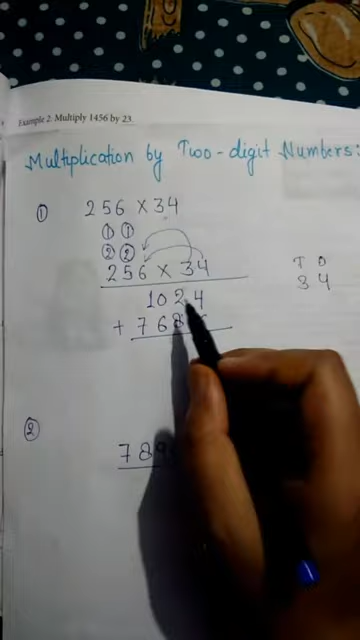 Example 2: Multiply 1456 by 23.
Multiplication by Two-digit Numbers:
① 256 × 34
① ①
② ②
256 × 34
T O
3 4
1024
+ 768
②
789